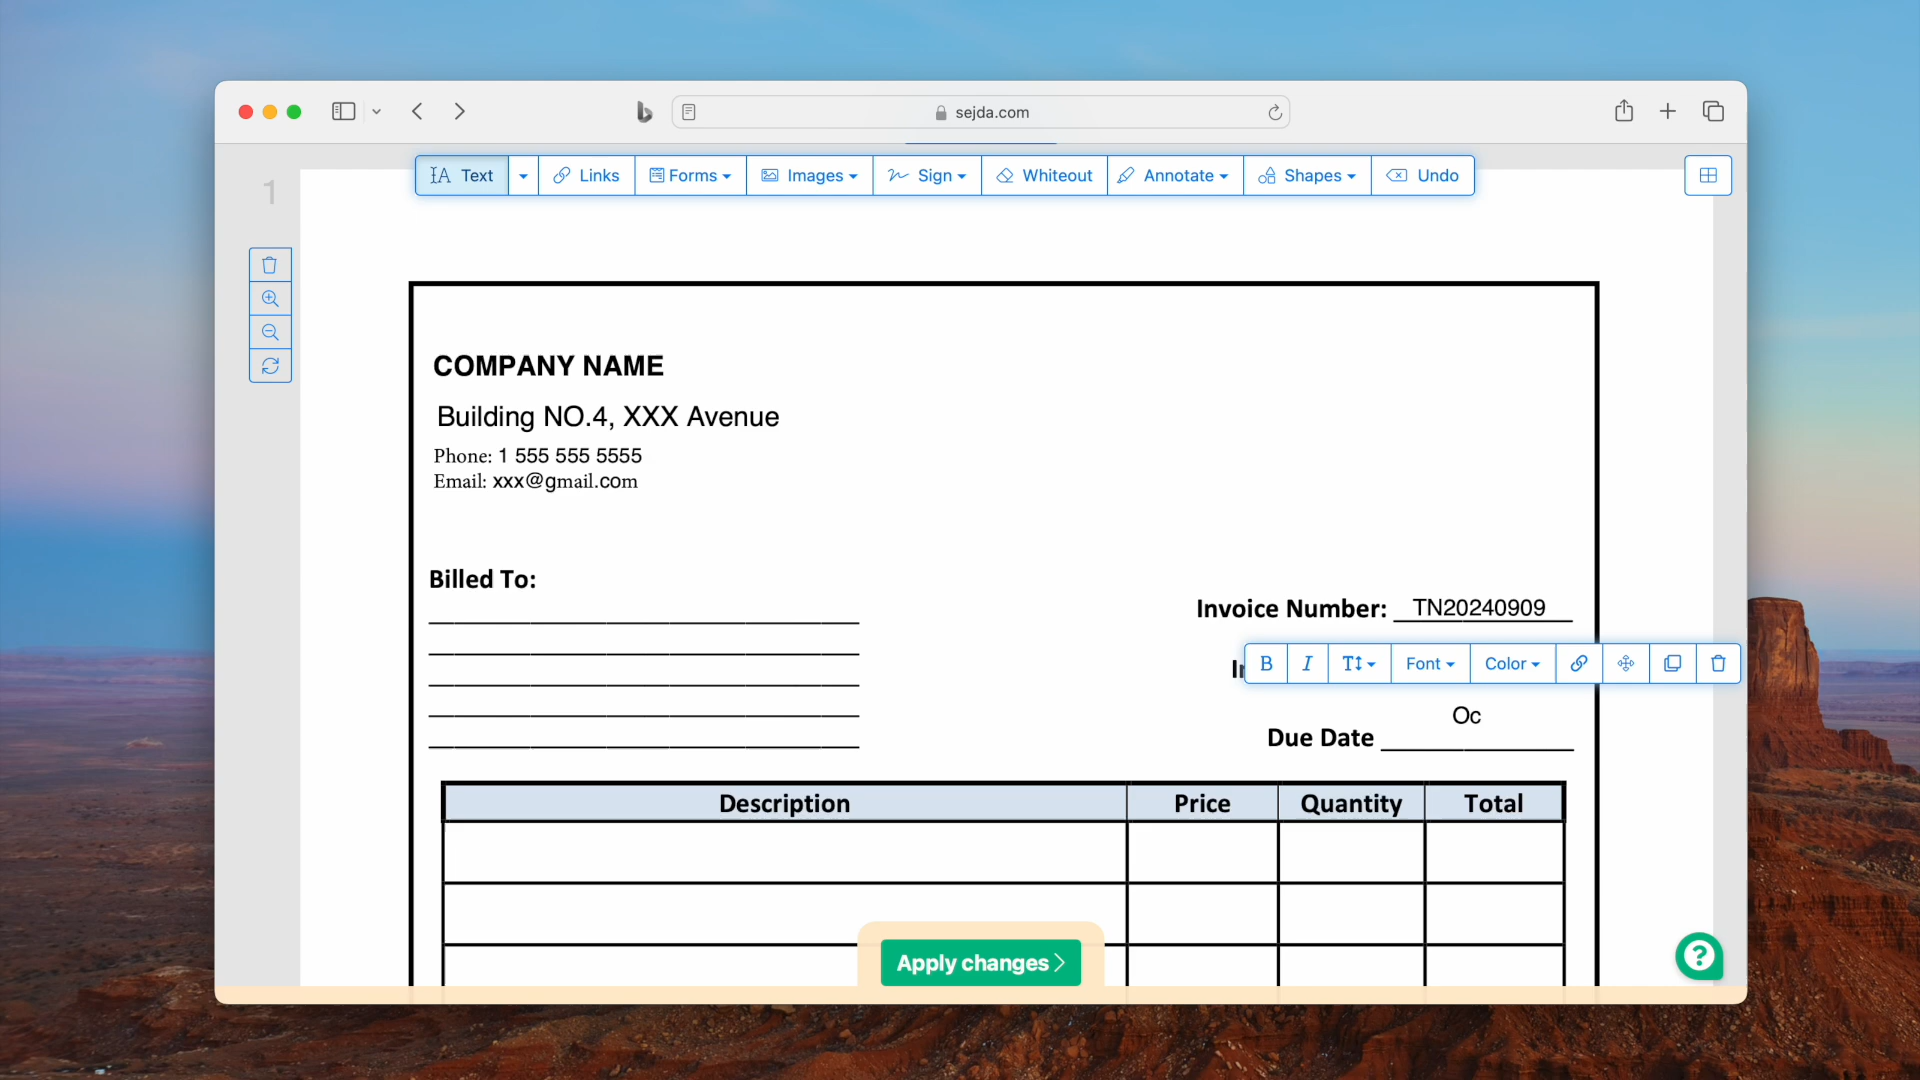 sejda.com
Text Links Forms Images Sign Whiteout Annotate Shapes Undo
1
COMPANY NAME
Building NO.4, XXX Avenue
Phone: 1 555 555 5555
Email: xxx@gmail.com
Billed To:
Invoice Number: TN20240909
B I T Font Color
Oc
Due Date
Description Price Quantity Total
Apply changes
?